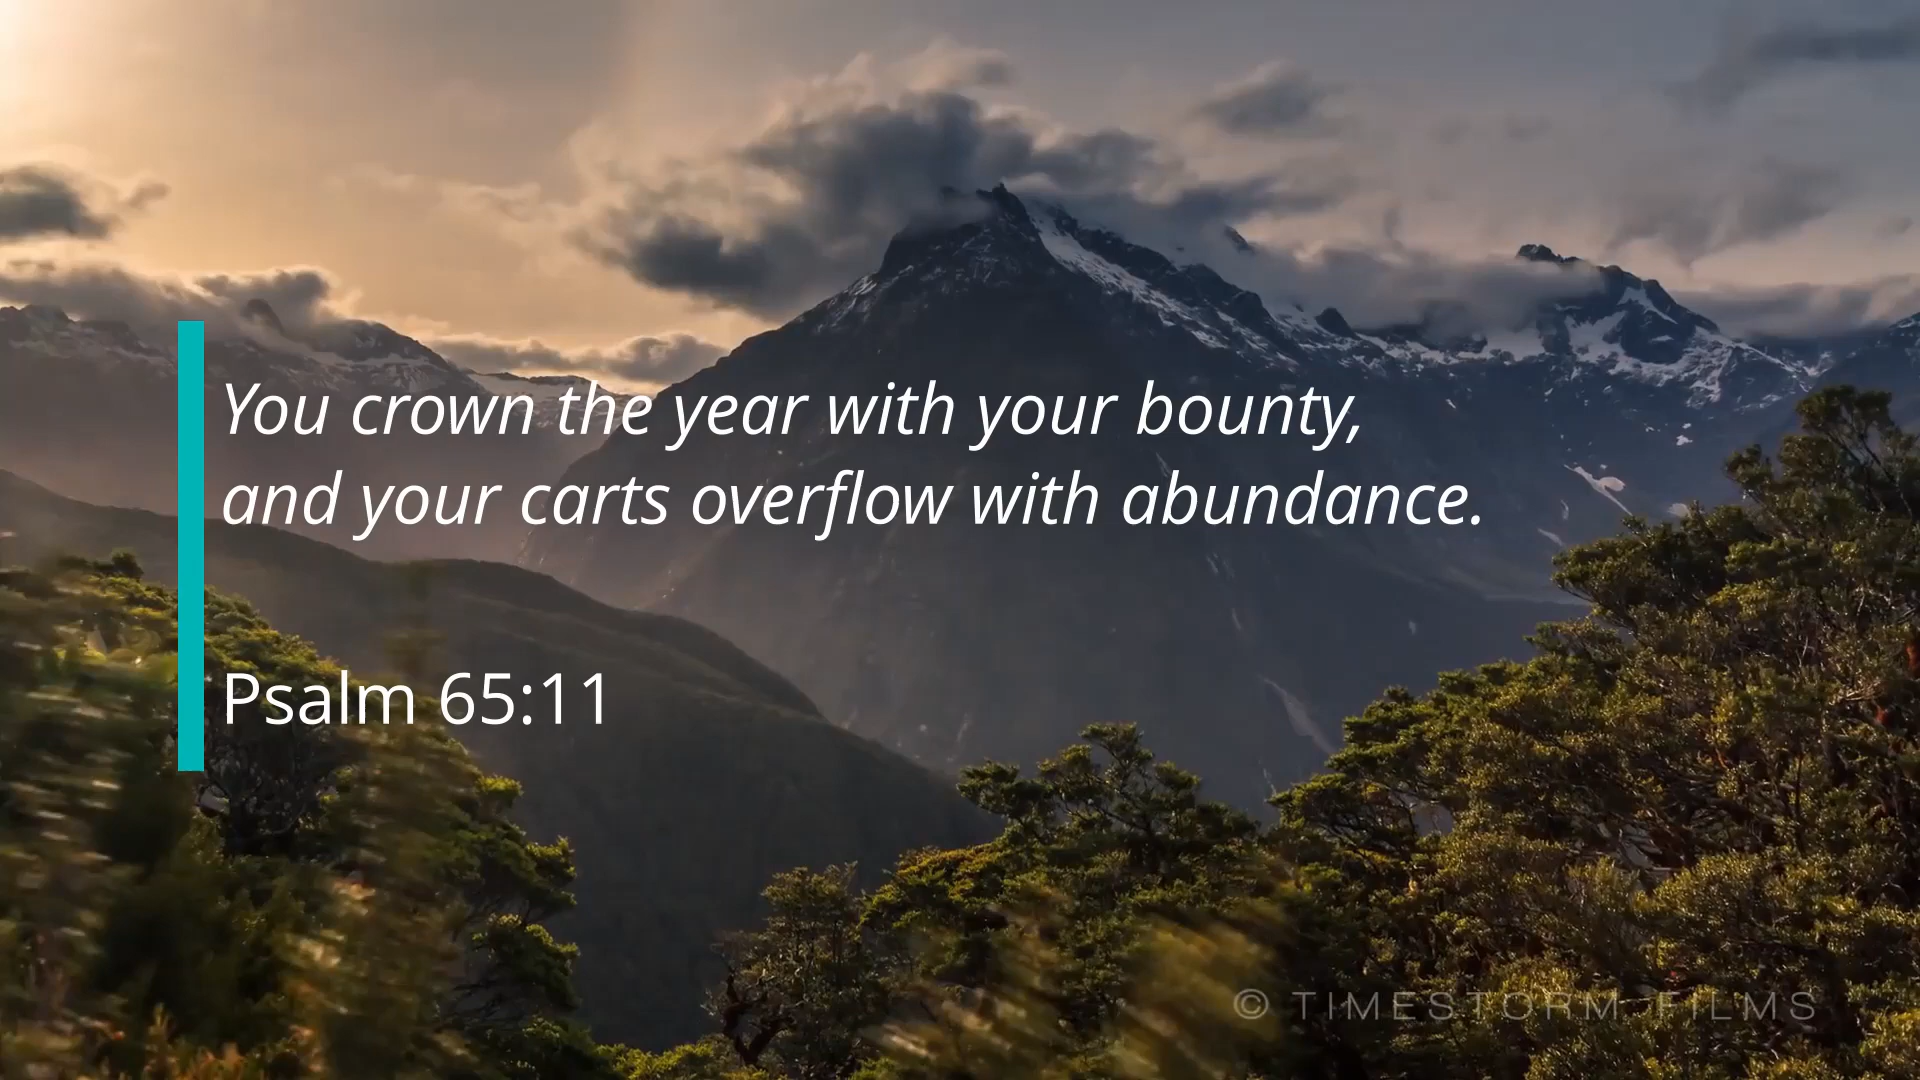 You crown the year with your bounty,
and your carts overflow with abundance.
Psalm 65:11
© TIMESTORM FILMS